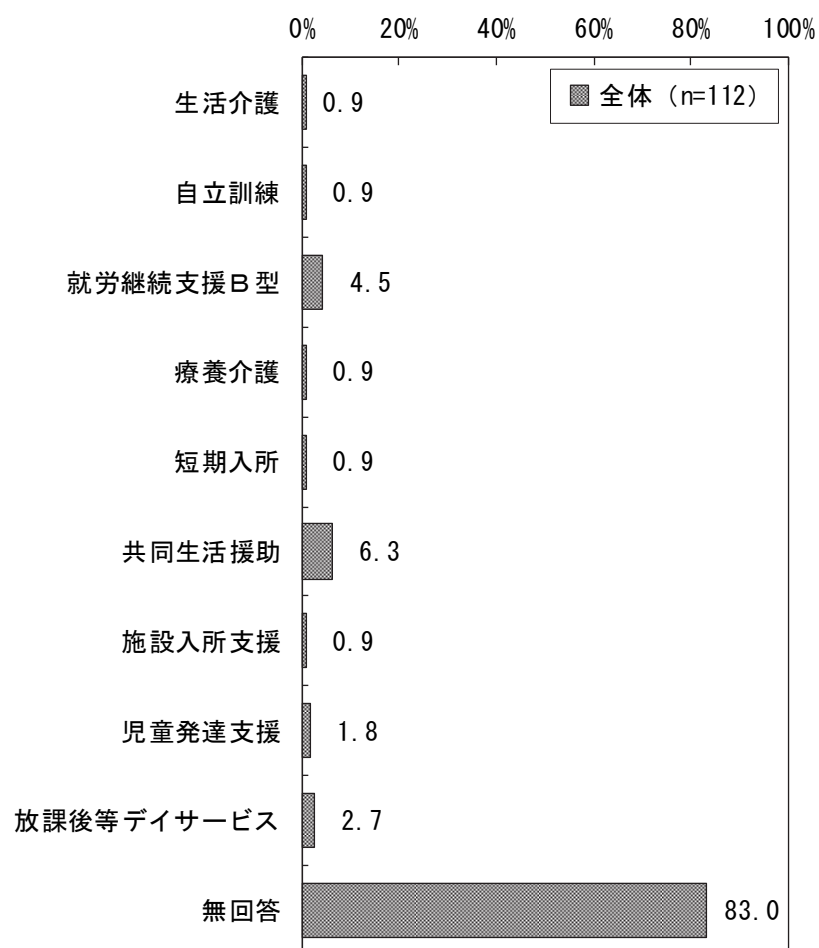 0% 20% 40% 60% 80% 100%
全体（n=112）
生活介護 0.9
自立訓練 0.9
就労継続支援Ｂ型 4.5
療養介護 0.9
短期入所 0.9
共同生活援助 6.3
施設入所支援 0.9
児童発達支援 1.8
放課後等デイサービス 2.7
無回答 83.0